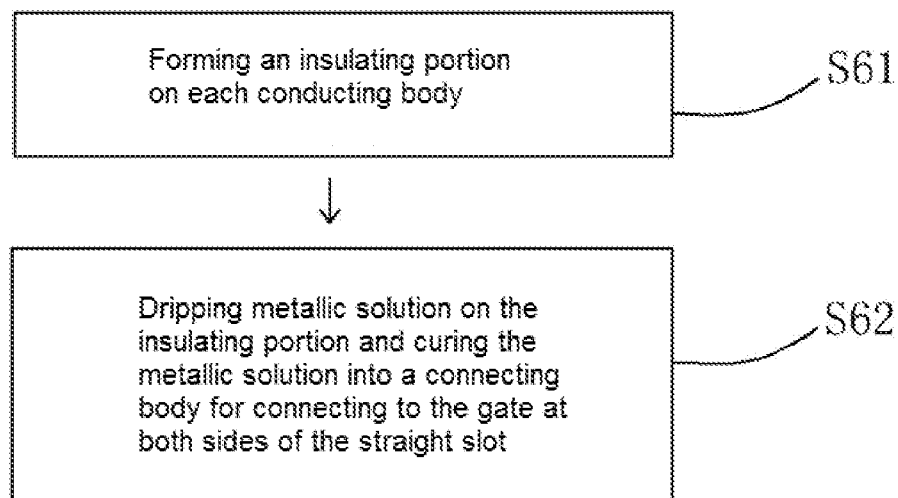 Forming an insulating portion
on each conducting body
S61
Dripping metallic solution on the
insulating portion and curing the
metallic solution into a connecting
body for connecting to the gate at
both sides of the straight slot
S62